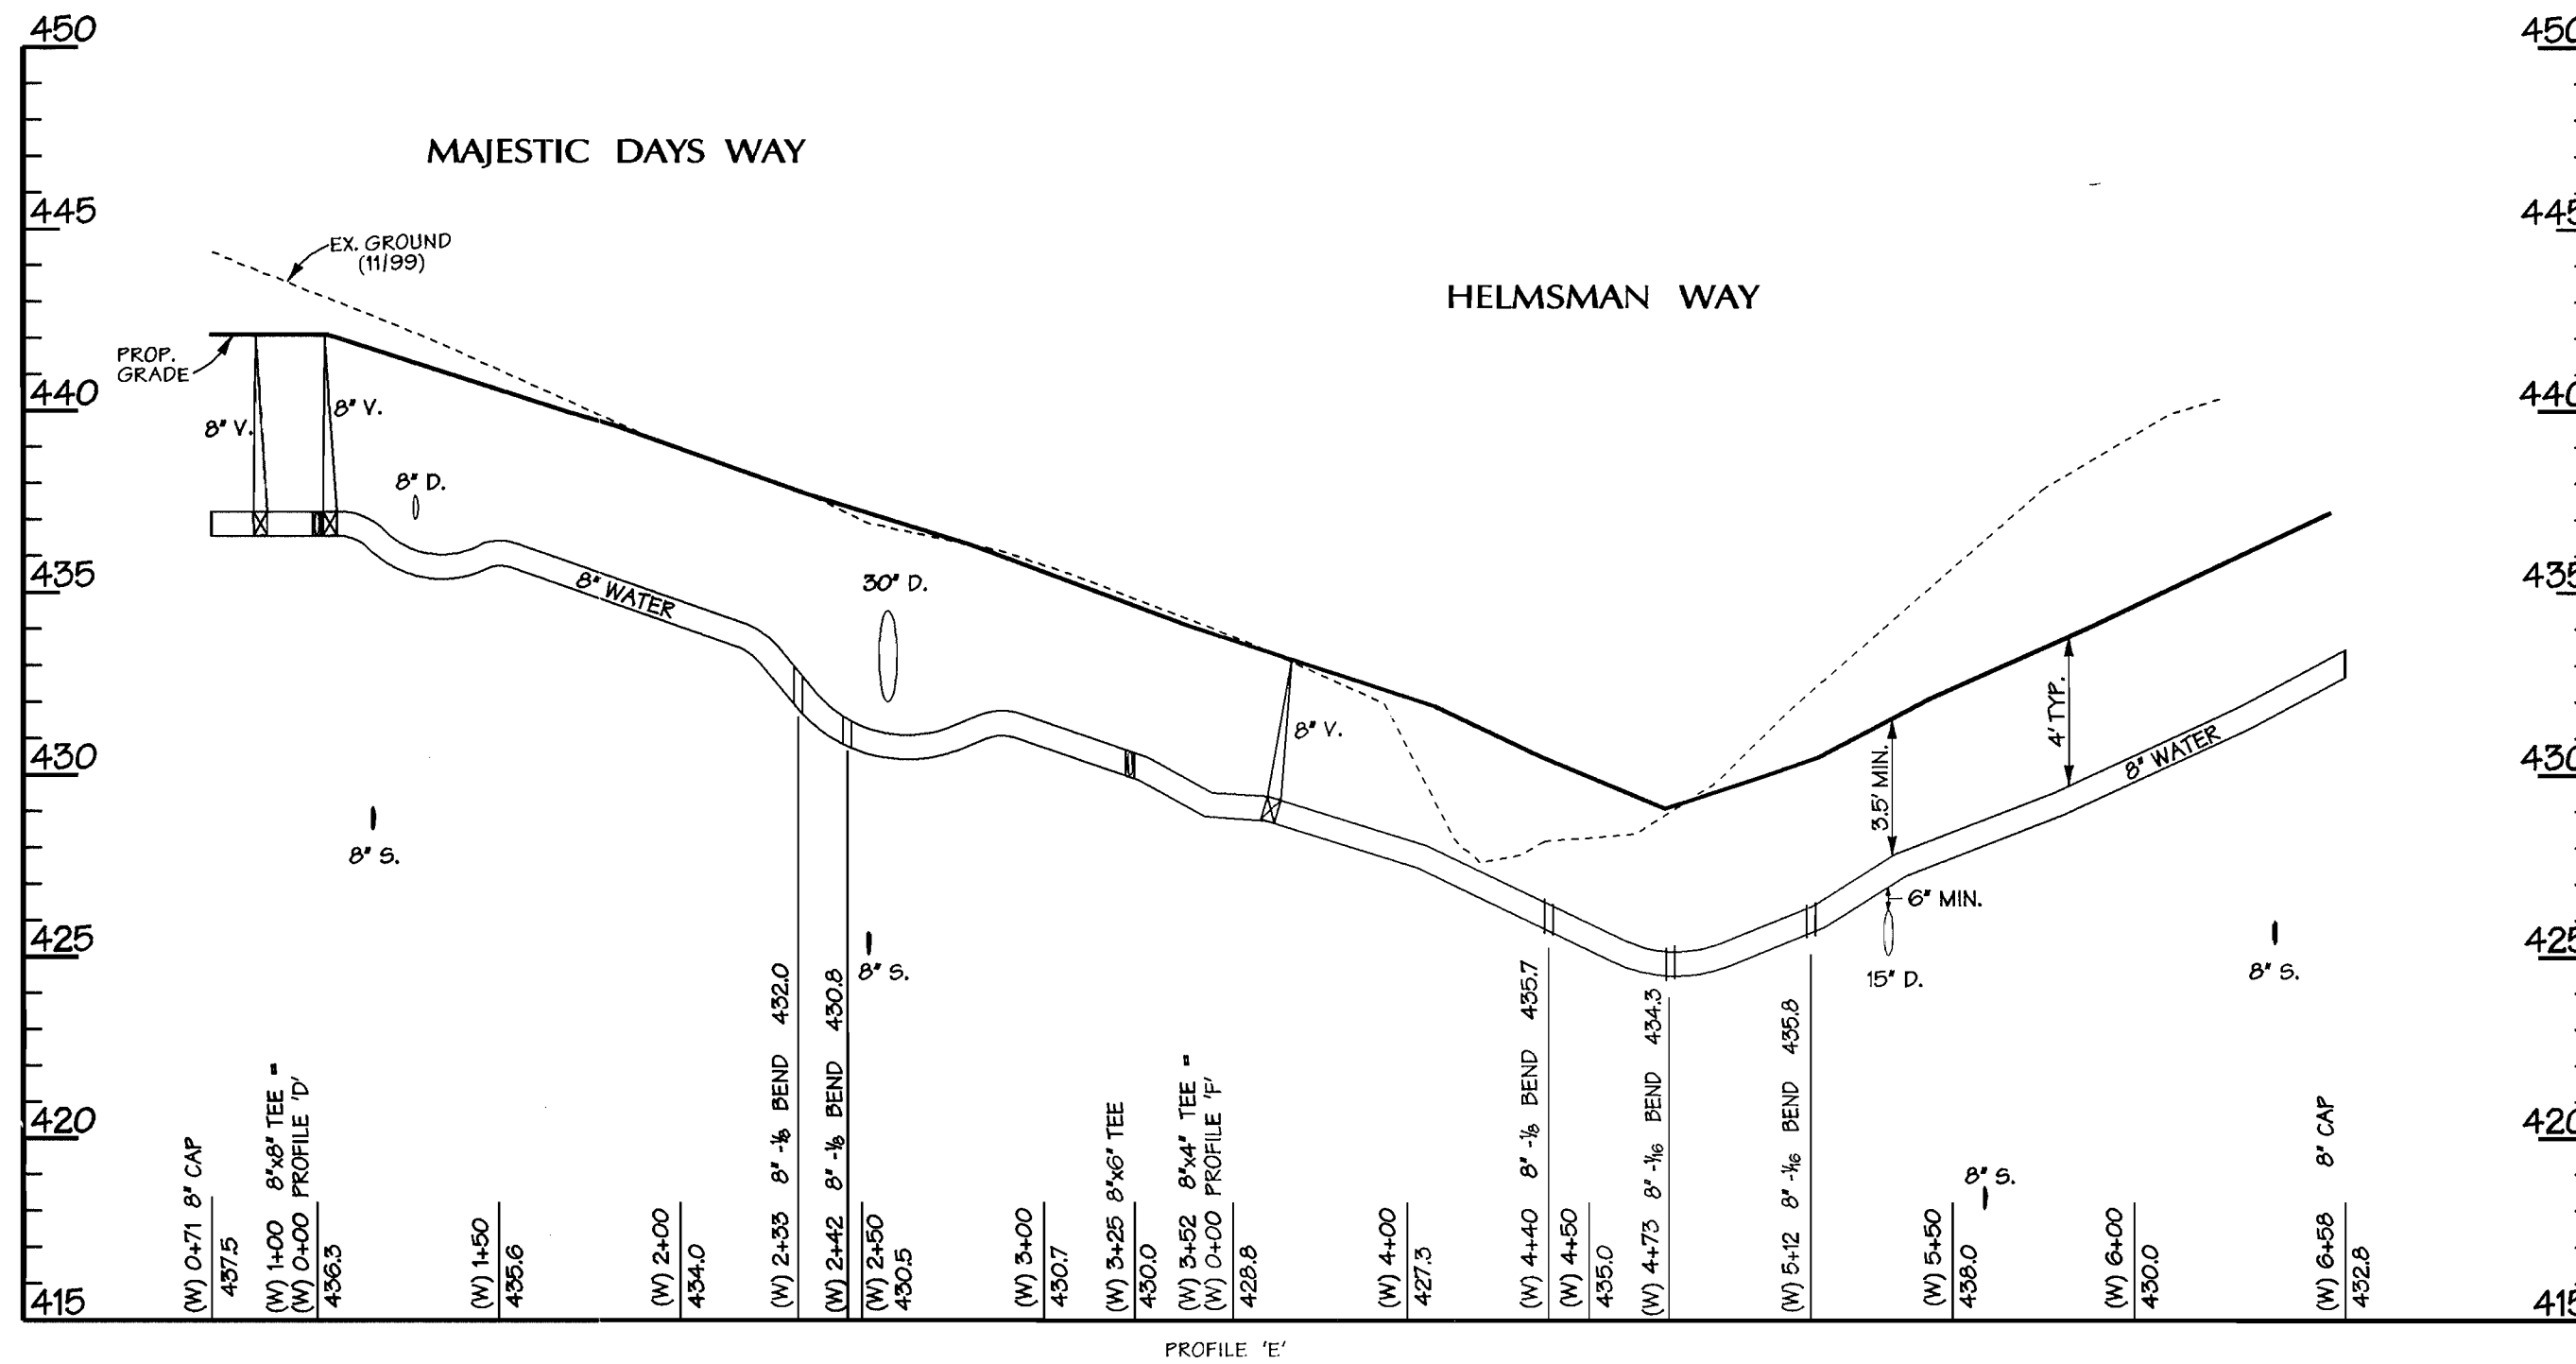 450
450
MAJESTIC DAYS WAY
445
445
EX. GROUND
(11/99)
HELMSMAN WAY
PROP.
GRADE
440
440
8" V.
8" V.
8" D.
435
435
8" WATER
30" D.
8" V.
4' TYP.
3.5' MIN.
8" WATER
430
430
8" S.
6" MIN.
425
425
8" S.
15" D.
8" S.
420
420
8" S.
415
415
(W) 0+71 8" CAP
437.5
(W) 1+00 8"x8" TEE =
(W) 0+00 PROFILE 'D'
436.3
(W) 1+50
435.6
(W) 2+00
434.0
(W) 2+33 8" -⅛ BEND 432.0
(W) 2+42 8" -⅛ BEND 430.8
(W) 2+50
430.5
(W) 3+00
430.7
(W) 3+25 8"x6" TEE
430.0
(W) 3+52 8"x4" TEE =
(W) 0+00 PROFILE 'F'
428.8
(W) 4+00
427.3
(W) 4+40 8" -⅛ BEND 435.7
(W) 4+50
435.0
(W) 4+73 8" -1/16 BEND 434.3
(W) 5+12 8" -1/16 BEND 435.8
(W) 5+50
438.0
(W) 6+00
430.0
(W) 6+58 8" CAP
432.8
PROFILE 'E'